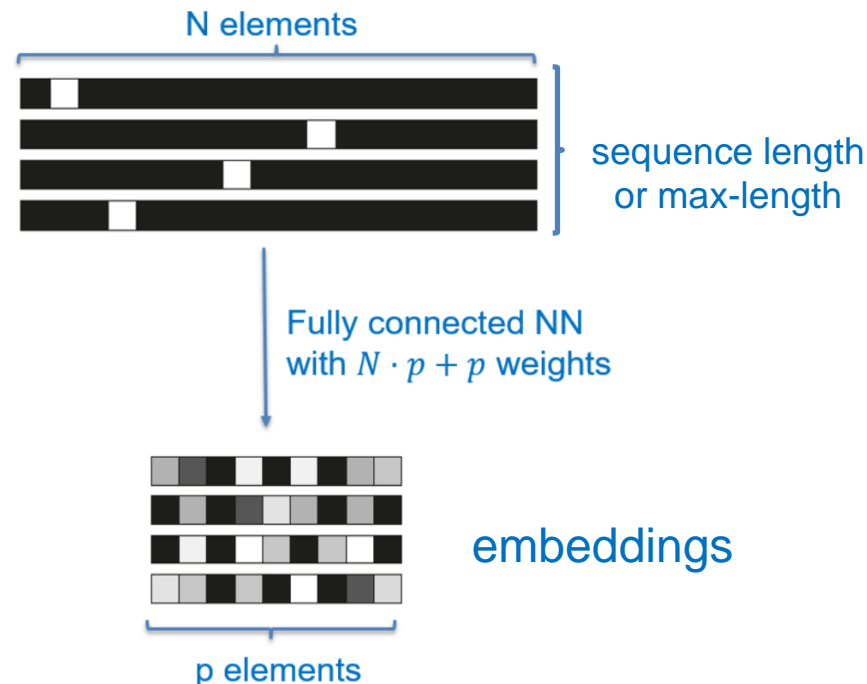 N elements
sequence length
or max-length
Fully connected NN
with 𝑁 · 𝑝 + 𝑝 weights
embeddings
p elements